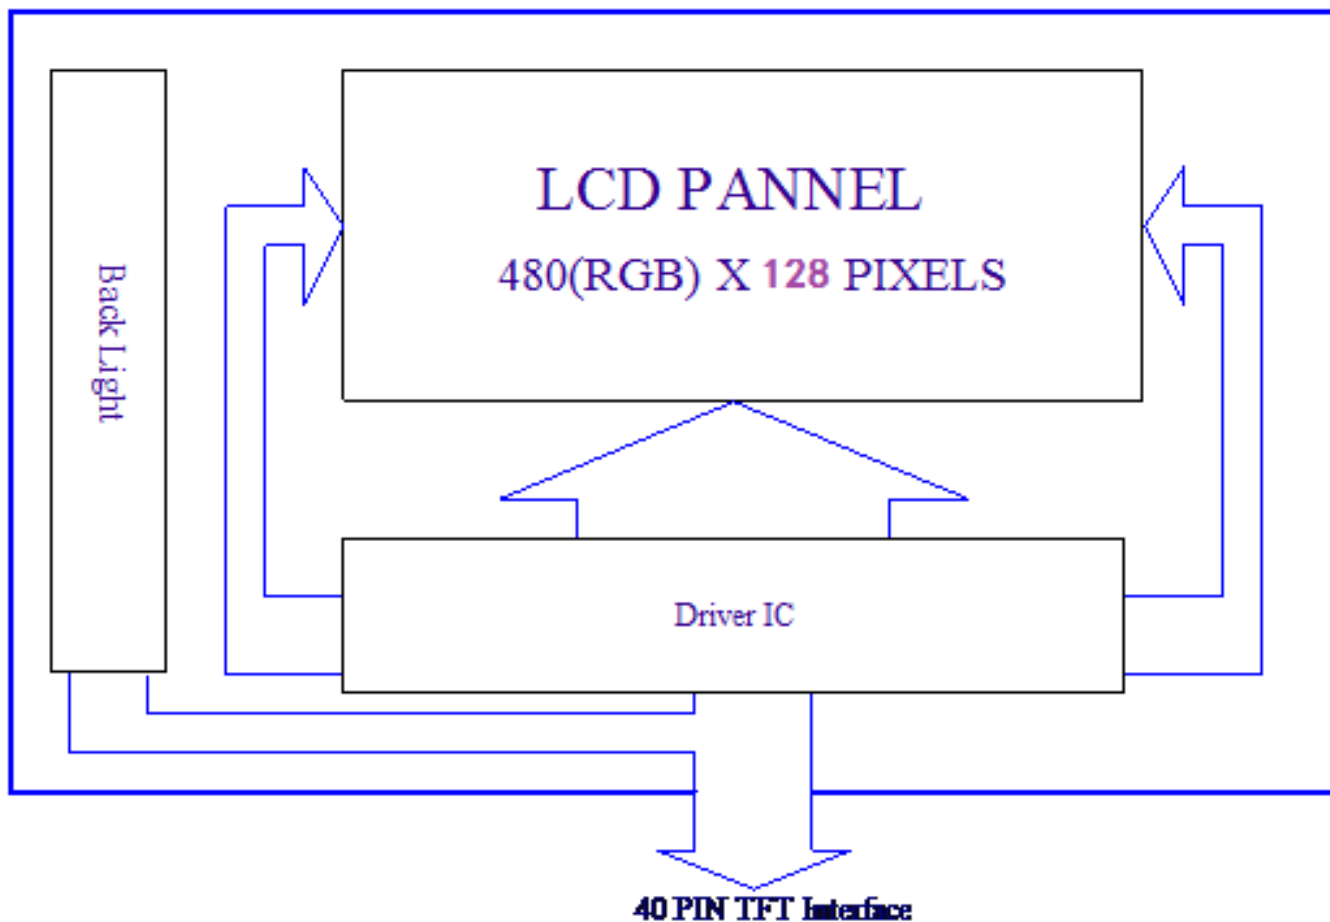 LCD PANNEL
480(RGB) X 128 PIXELS
Back Light
Driver IC
40 PIN TFT Interface